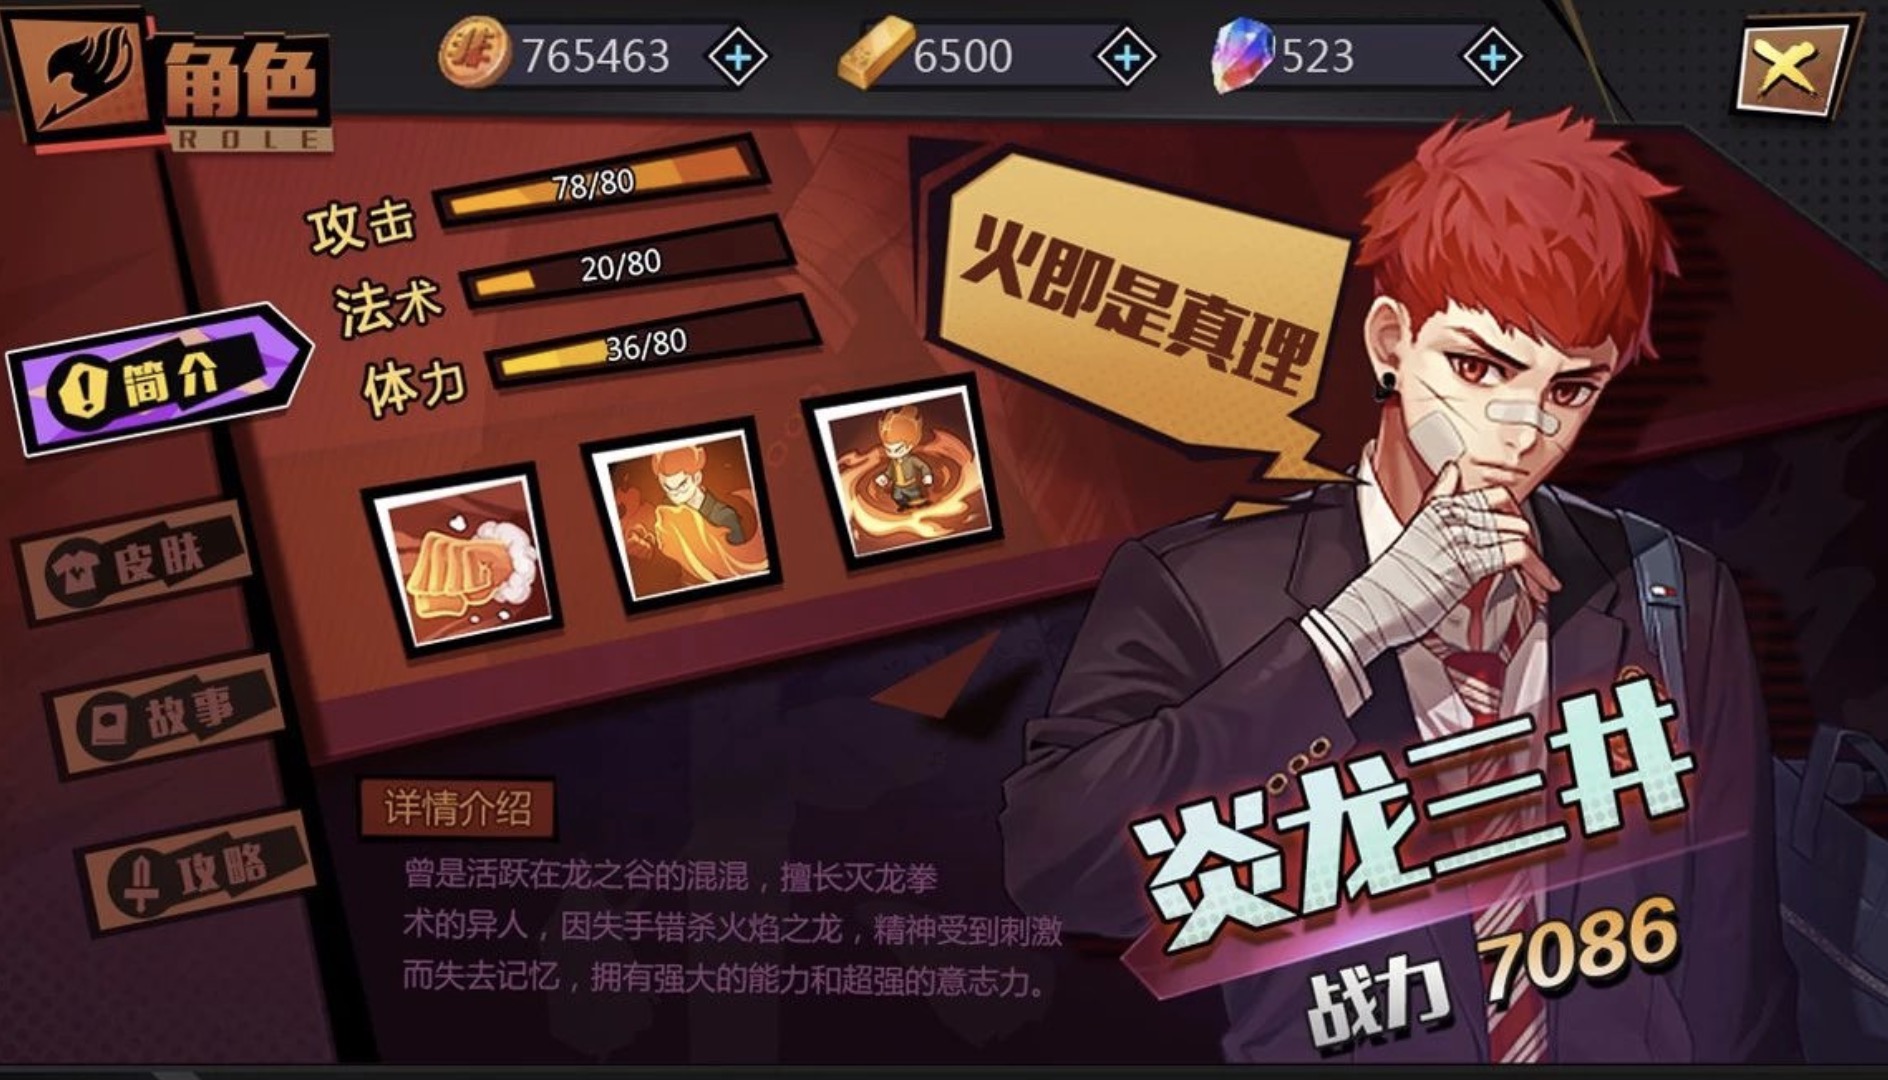 角色
ROLE
765463
6500
523
攻击
78/80
法术
20/80
体力
36/80
火即是真理
简介
皮肤
故事
攻略
详情介绍
曾是活跃在龙之谷的混混，擅长灭龙拳
术的异人，因失手错杀火焰之龙，精神受到刺激
而失去记忆，拥有强大的能力和超强的意志力。
炎龙三井
战力 7086